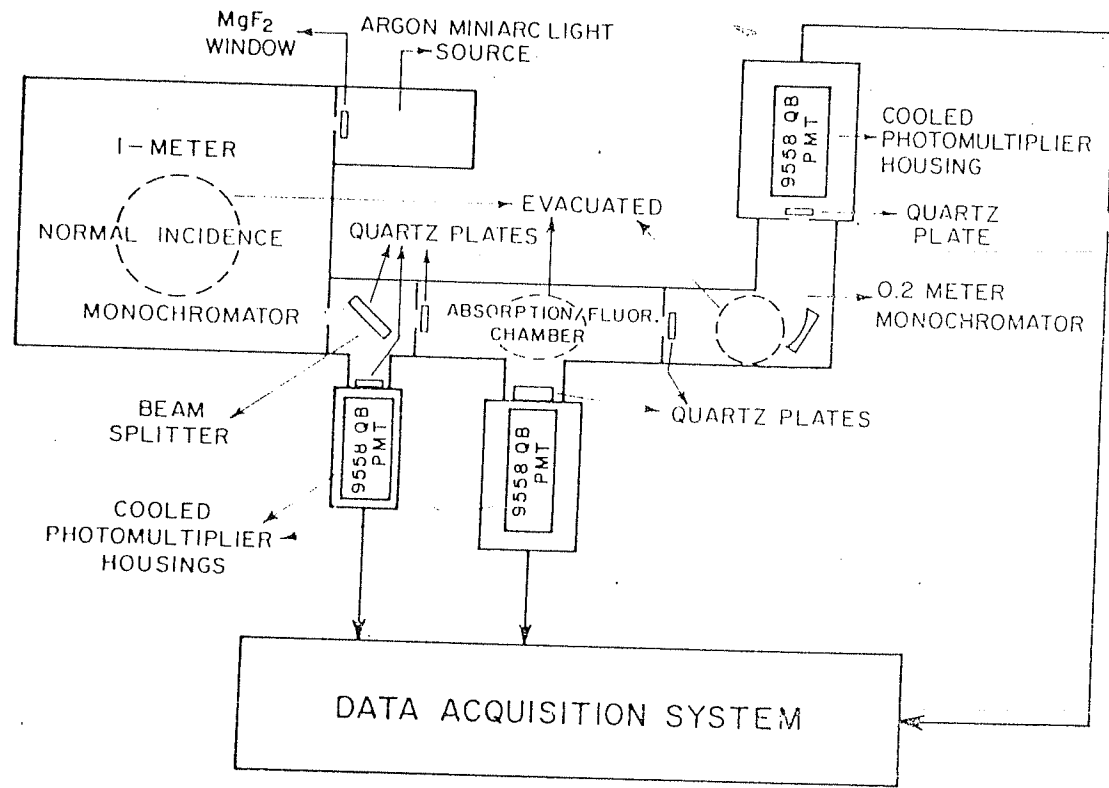 MgF2
WINDOW
ARGON MINIARC LIGHT
SOURCE
1-METER
NORMAL INCIDENCE
MONOCHROMATOR
EVACUATED
QUARTZ PLATES
ABSORPTION/FLUOR.
CHAMBER
9558 QB
PMT
COOLED
PHOTOMULTIPLIER
HOUSING
QUARTZ
PLATE
0.2 METER
MONOCHROMATOR
BEAM
SPLITTER
9558 QB
PMT
9558 QB
PMT
QUARTZ PLATES
COOLED
PHOTOMULTIPLIER
HOUSINGS
DATA ACQUISITION SYSTEM